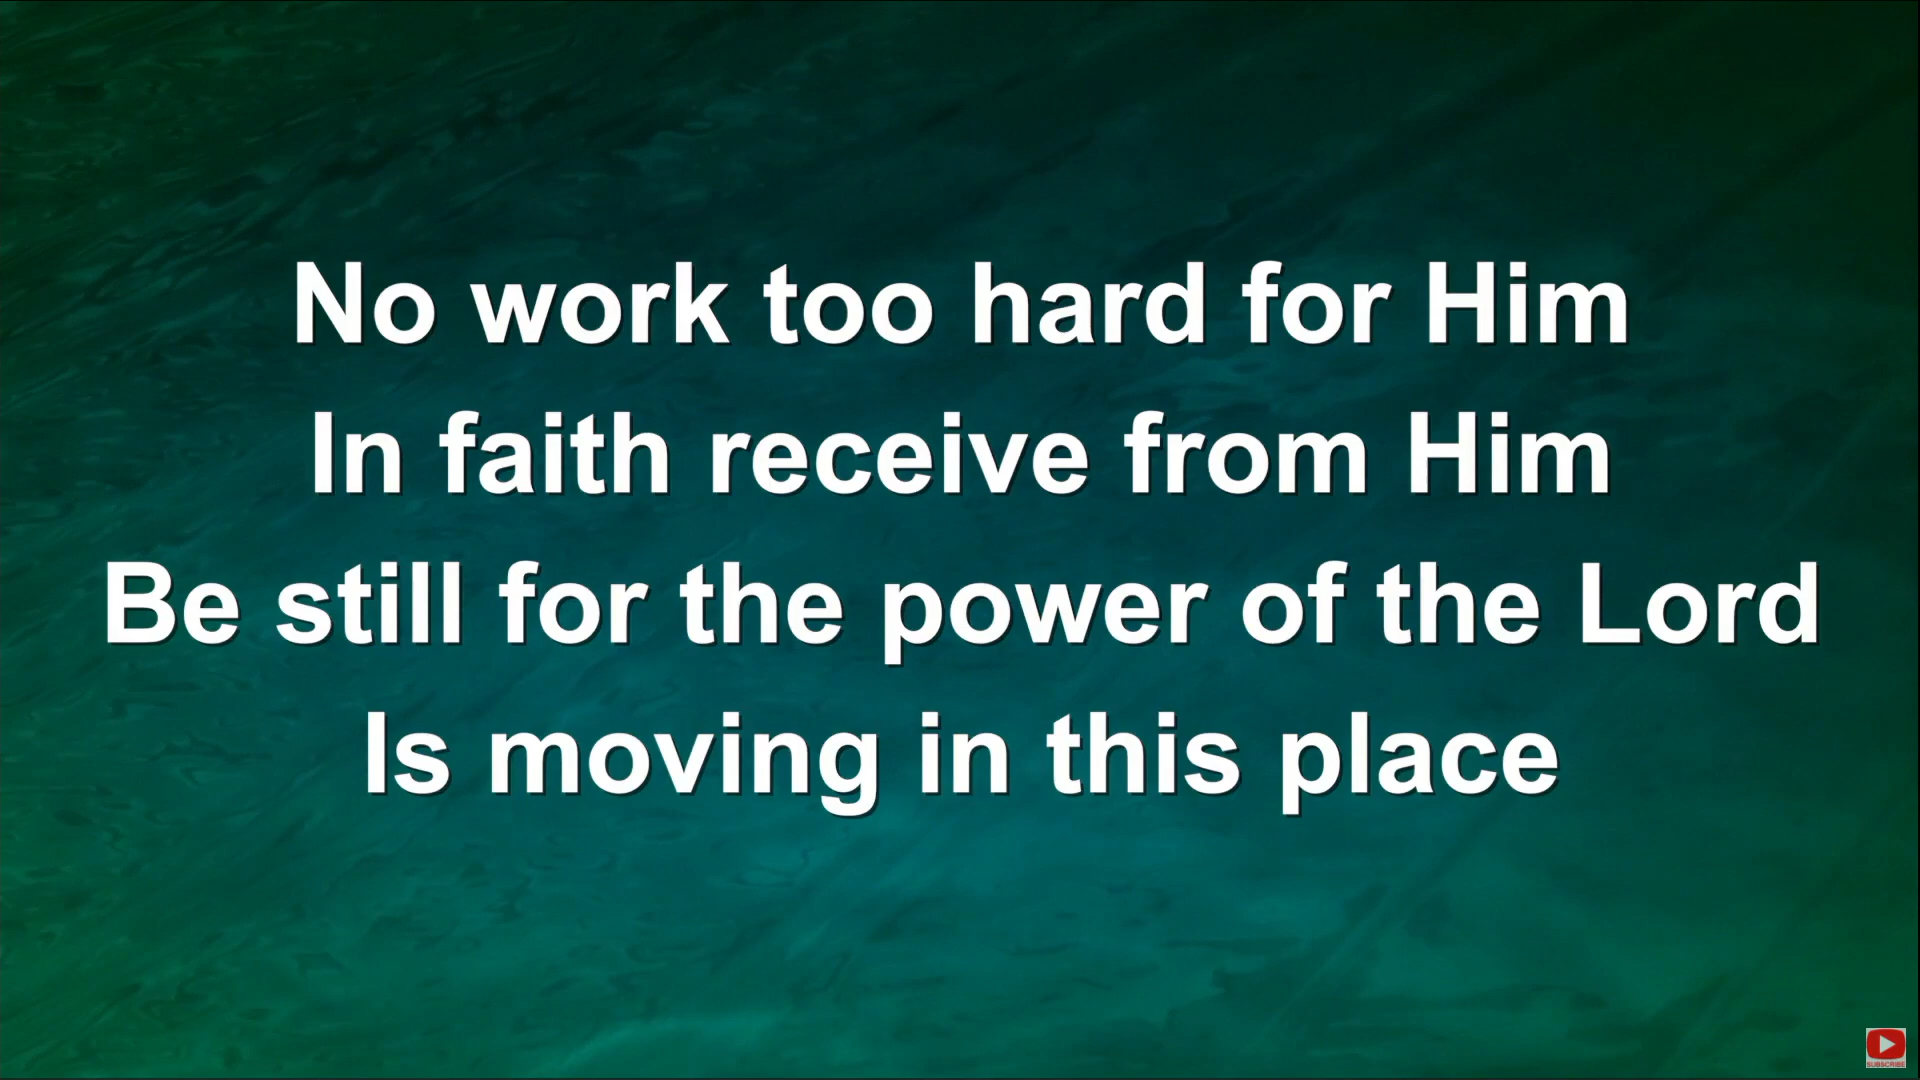 No work too hard for Him
In faith receive from Him
Be still for the power of the Lord
Is moving in this place
SUBSCRIBE